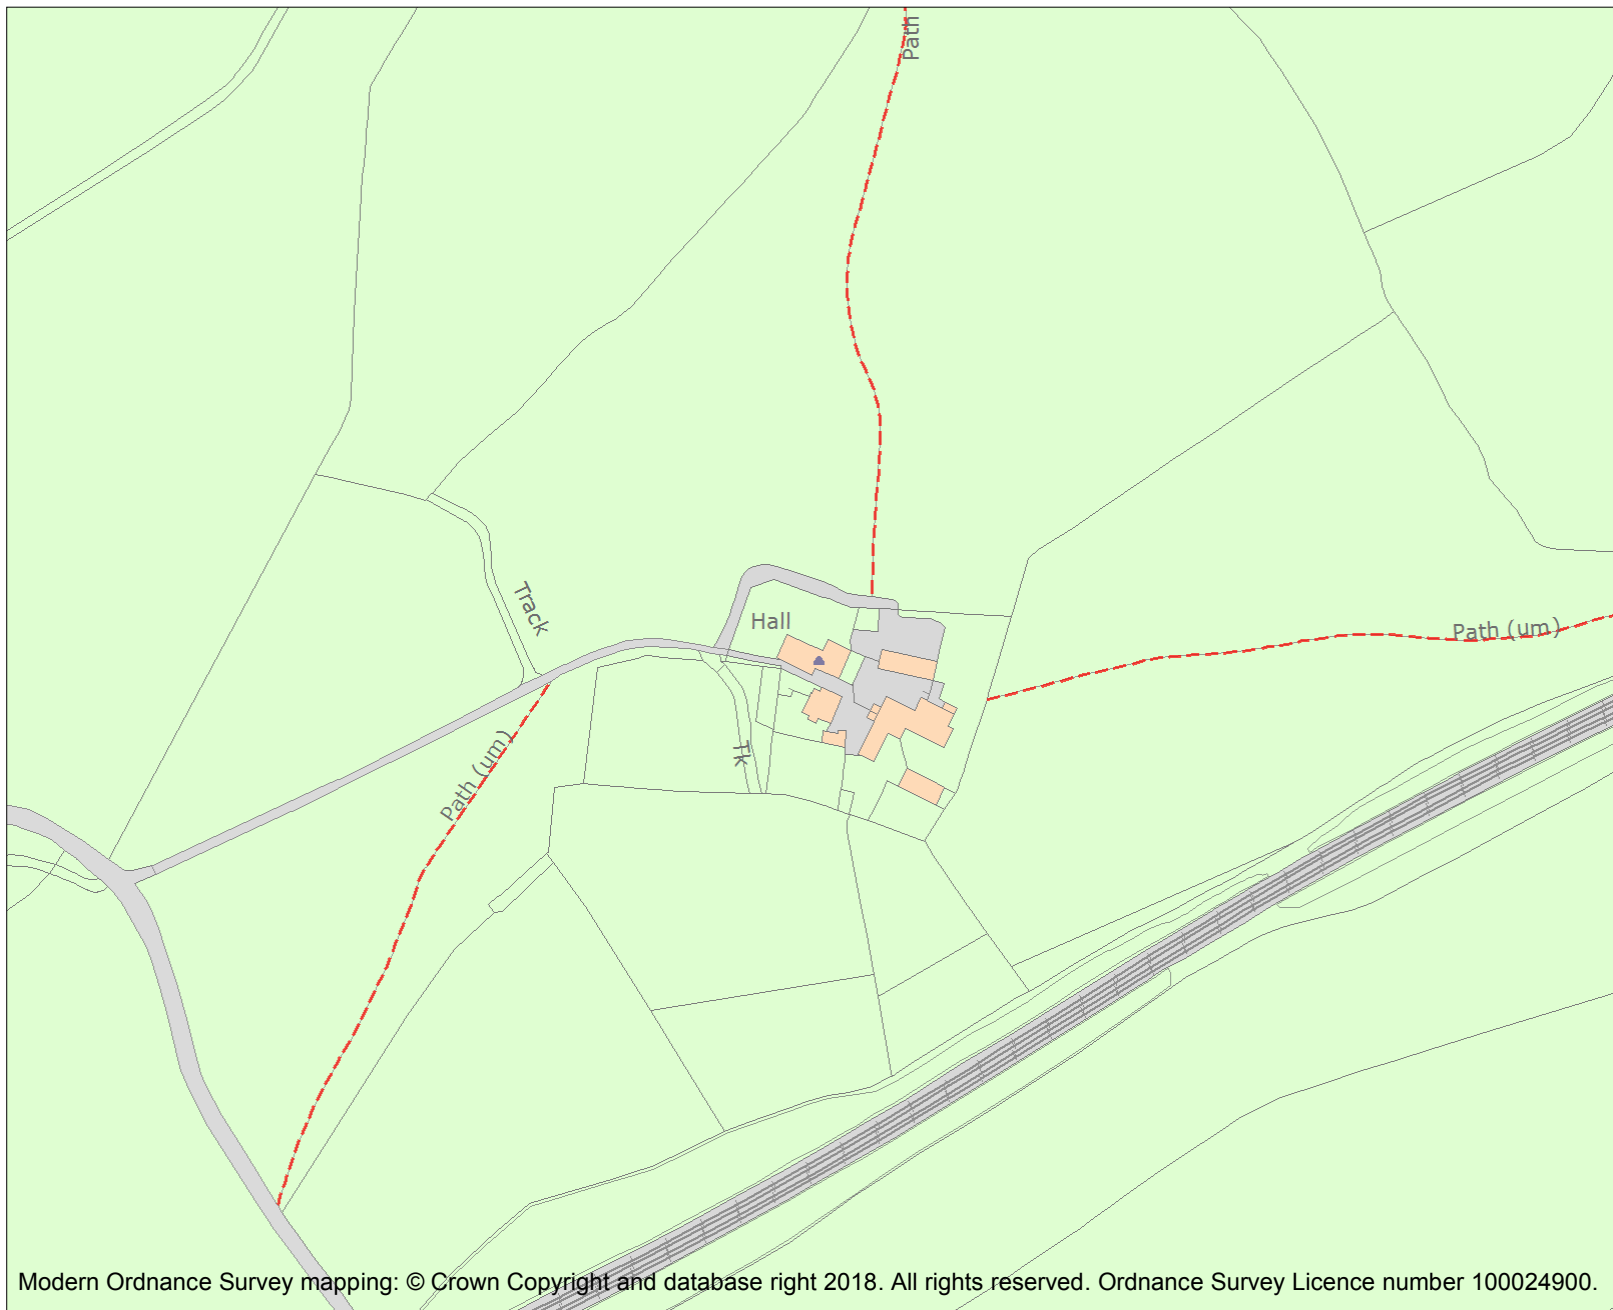 Path
Track
Hall
Path (um)
Path (um)
Tk
Modern Ordnance Survey mapping: © Crown Copyright and database right 2018. All rights reserved. Ordnance Survey Licence number 100024900.